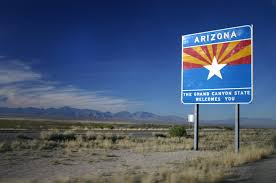 ARIZONA
THE GRAND CANYON STATE
WELCOMES YOU